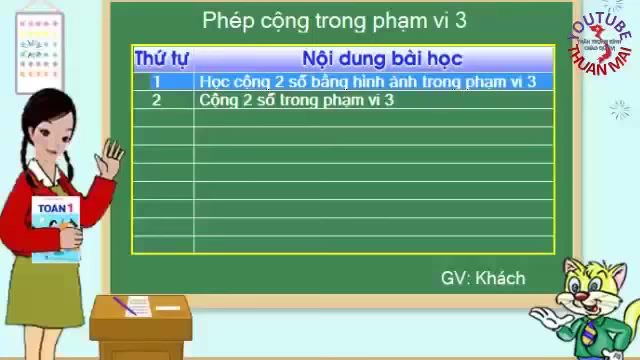 Phép cộng trong phạm vi 3
YOUTUBE
THUAN MAI
Thứ tự Nội dung bài học
1 Học cộng 2 số bằng hình ảnh trong phạm vi 3
2 Cộng 2 số trong phạm vi 3
TOÁN 1
GV: Khách